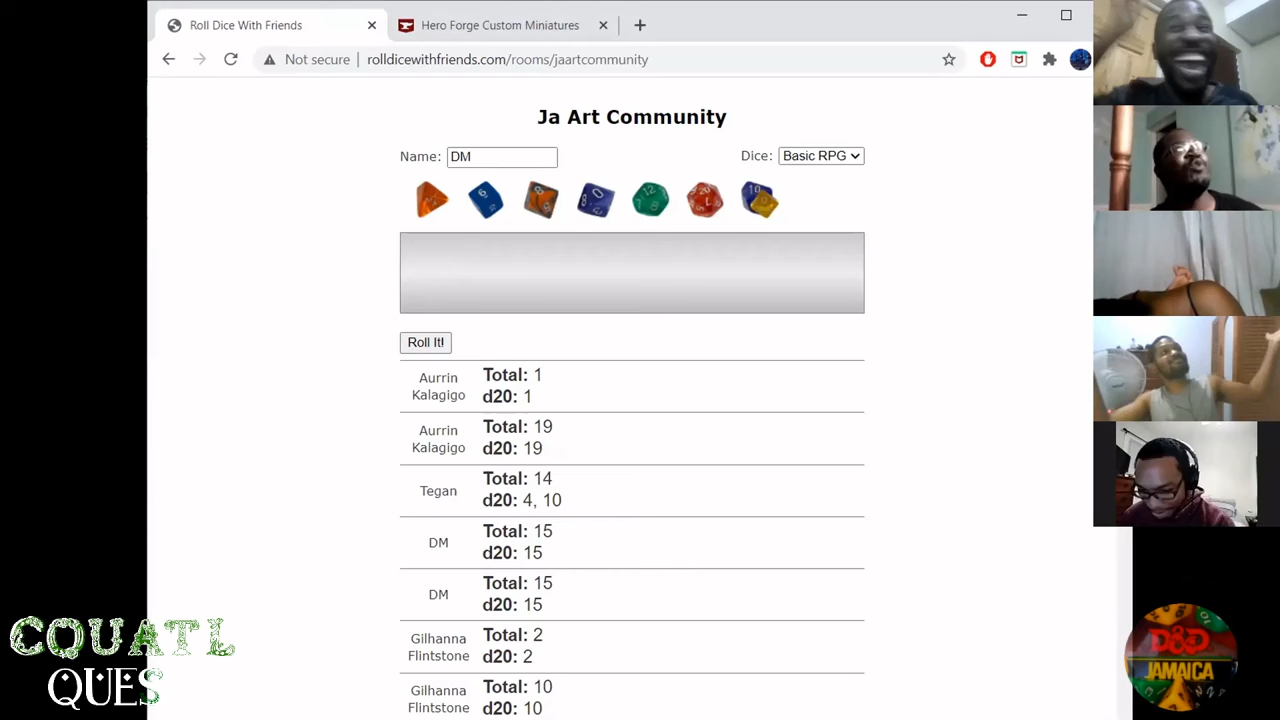 Roll Dice With Friends
Hero Forge Custom Miniatures
Not secure rolldicewithfriends.com/rooms/jaartcommunity
Ja Art Community
Name: DM
Dice: Basic RPG
Roll It!
Aurrin Kalagigo
Total: 1
d20: 1
Aurrin Kalagigo
Total: 19
d20: 19
Tegan
Total: 14
d20: 4, 10
DM
Total: 15
d20: 15
DM
Total: 15
d20: 15
Gilhanna Flintstone
Total: 2
d20: 2
Gilhanna Flintstone
Total: 10
d20: 10
CQUATL
QUES
D&D
JAMAICA